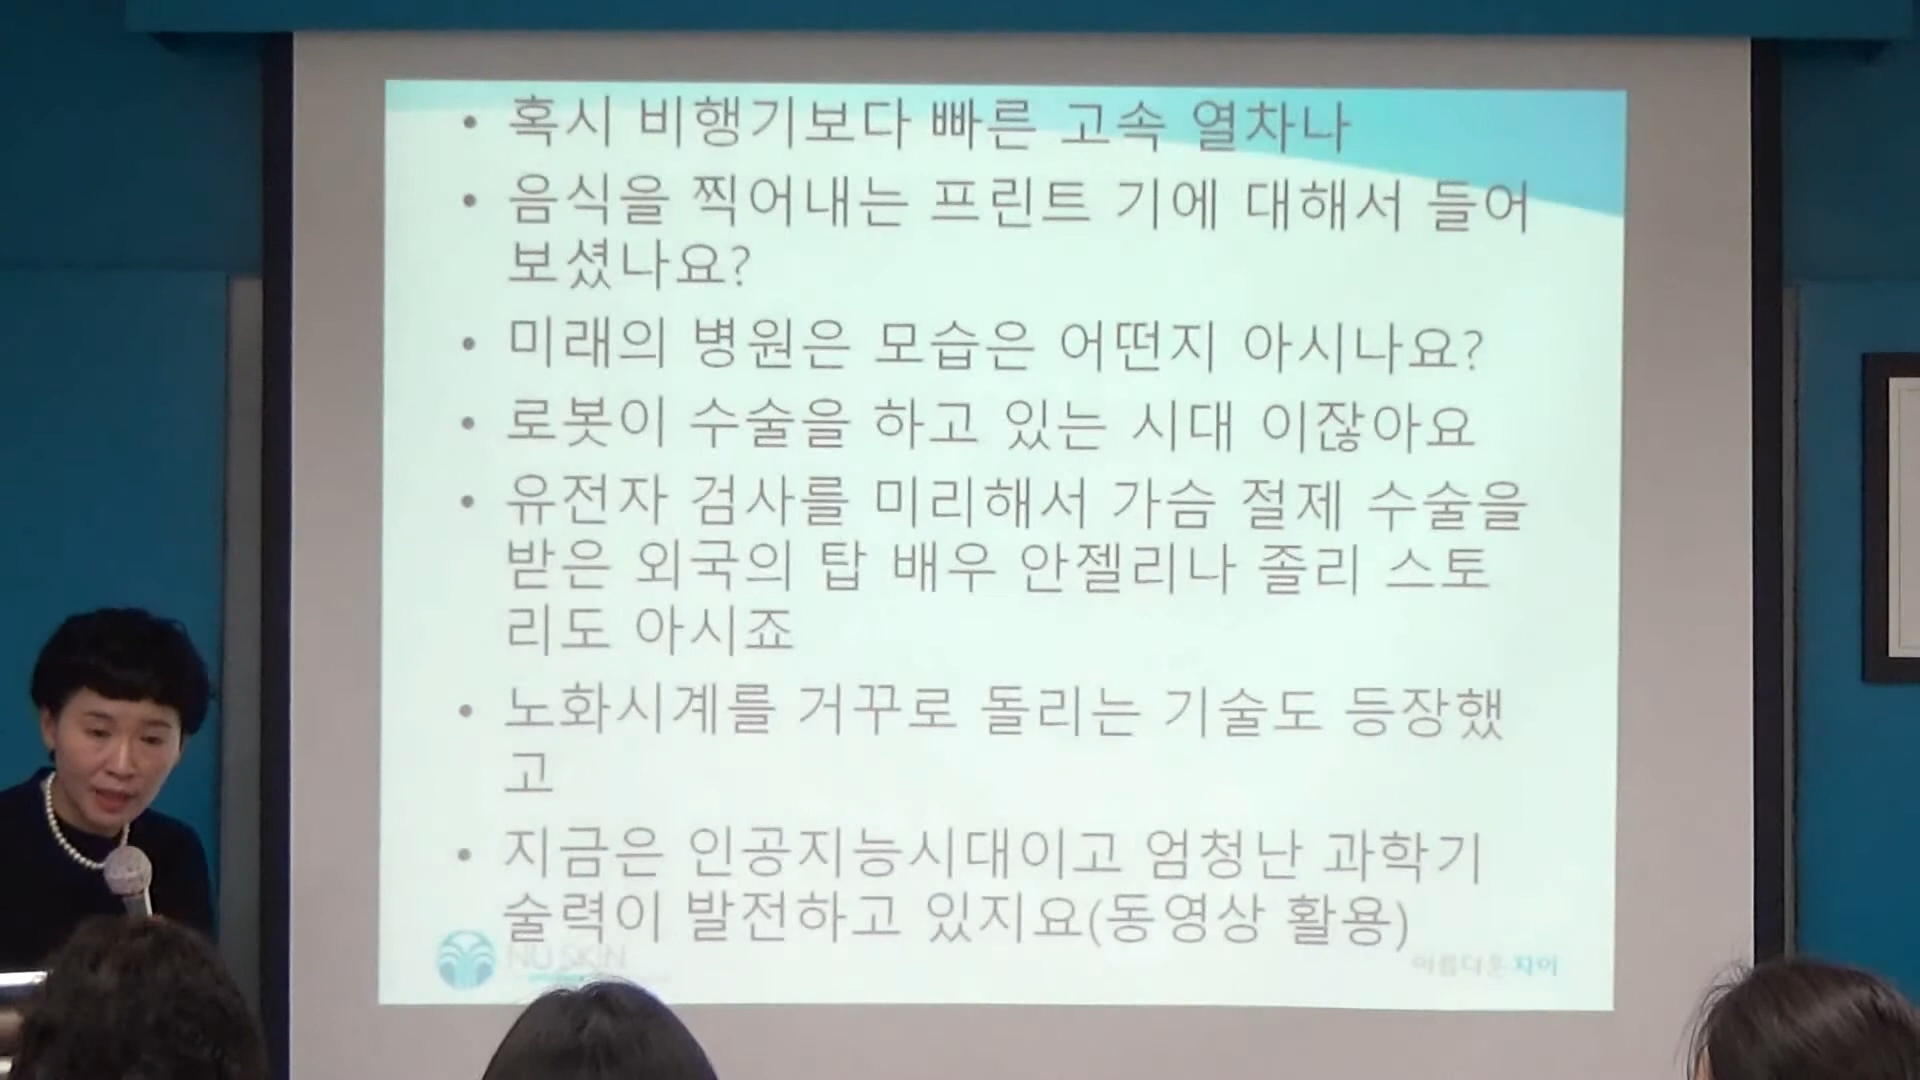 • 혹시 비행기보다 빠른 고속 열차나
• 음식을 찍어내는 프린트 기에 대해서 들어
보셨나요?
• 미래의 병원은 모습은 어떤지 아시나요?
• 로봇이 수술을 하고 있는 시대 이잖아요
• 유전자 검사를 미리해서 가슴 절제 수술을
받은 외국의 탑 배우 안젤리나 졸리 스토
리도 아시죠
• 노화시계를 거꾸로 돌리는 기술도 등장했
고
• 지금은 인공지능시대이고 엄청난 과학기
술력이 발전하고 있지요(동영상 활용)
NU SKIN
아름다운 차이